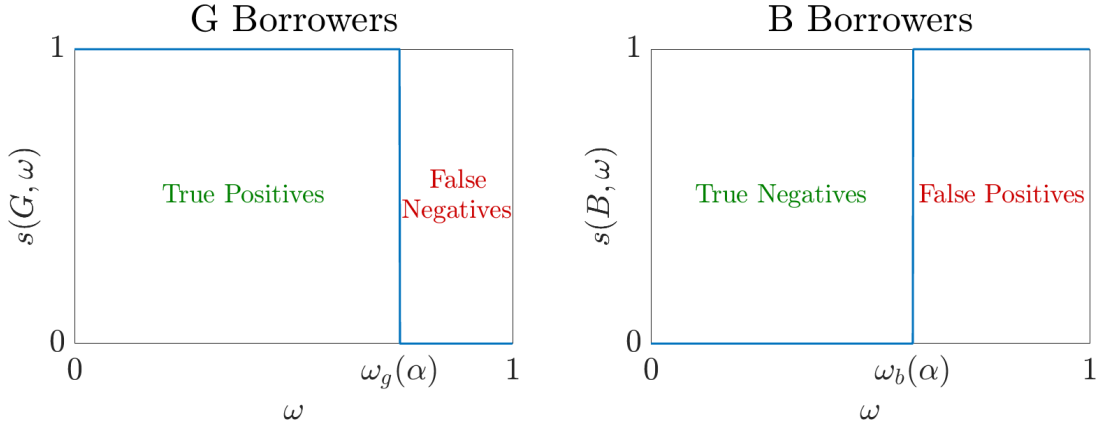 G Borrowers
1
s(G, ω)
True Positives
False
Negatives
0
0
ω_g(α)
1
ω
B Borrowers
1
s(B, ω)
True Negatives
False Positives
0
0
ω_b(α)
1
ω